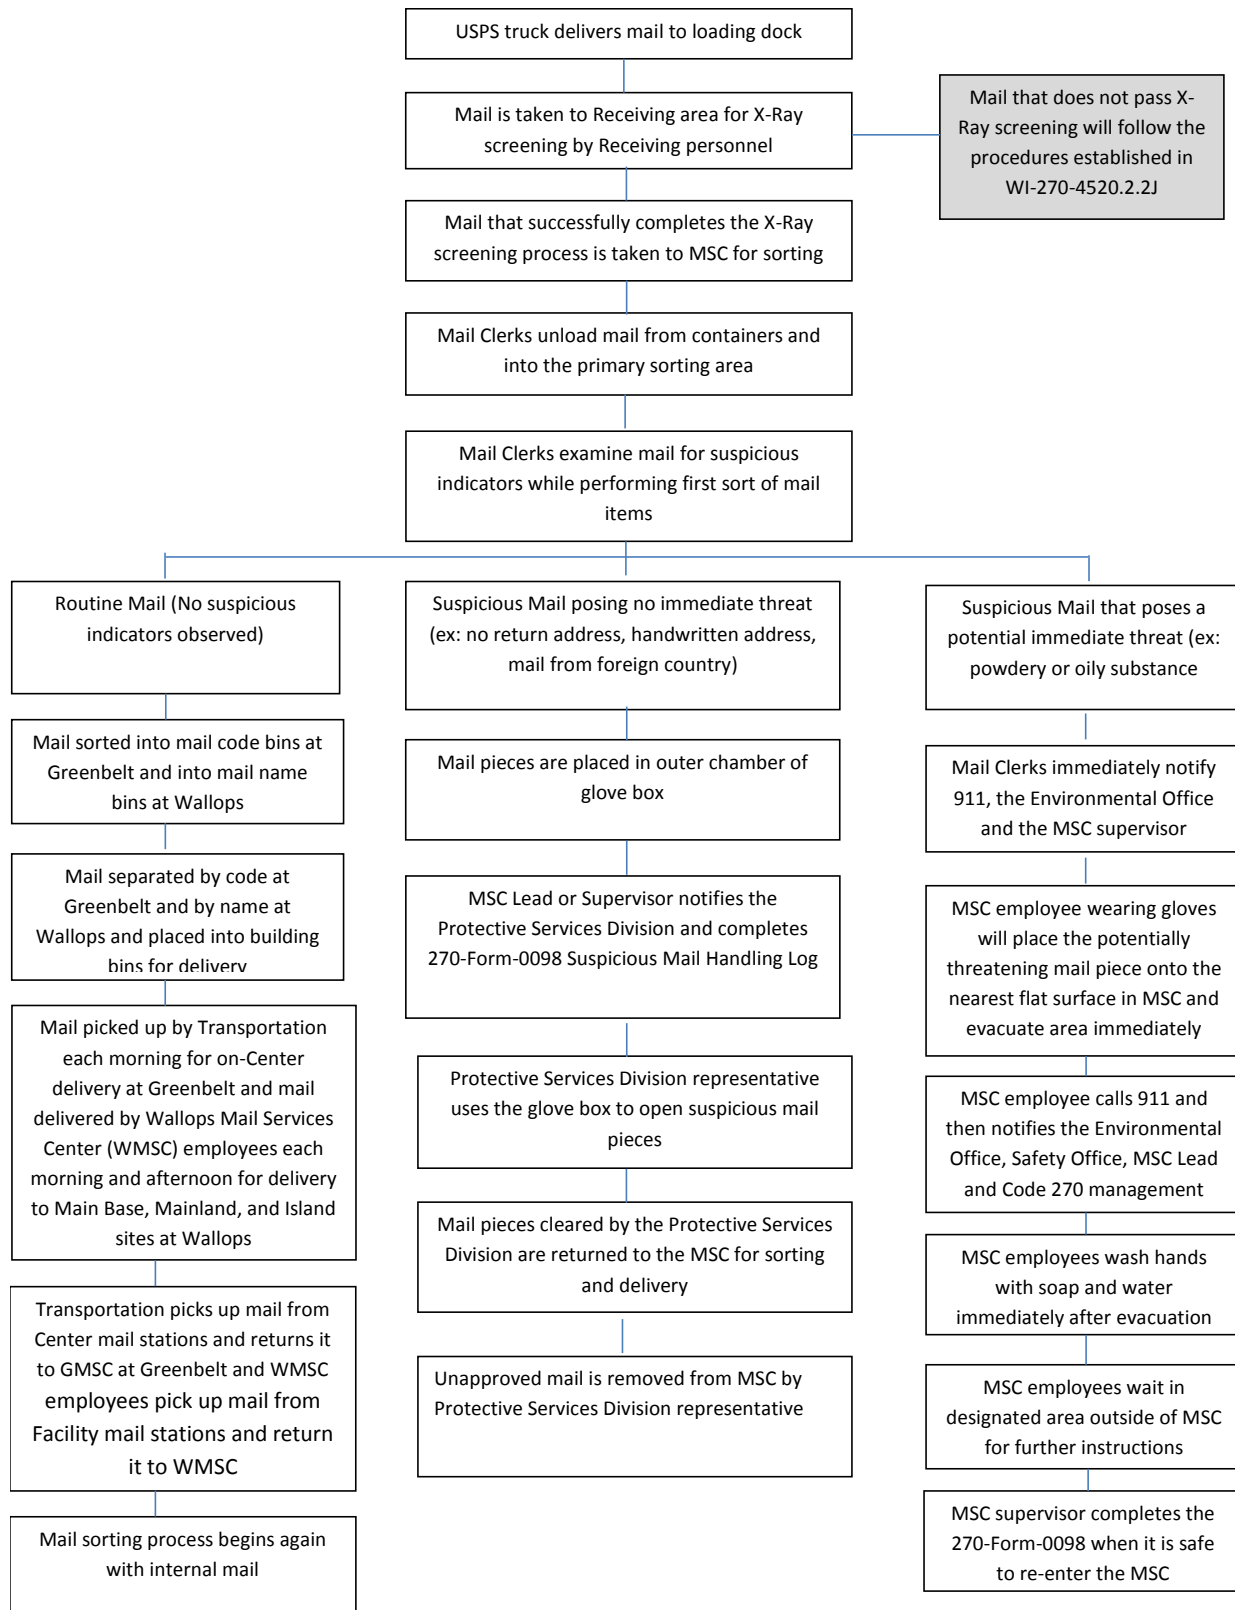 USPS truck delivers mail to loading dock
Mail is taken to Receiving area for X-Ray
screening by Receiving personnel
Mail that does not pass X-
Ray screening will follow the
procedures established in
WI-270-4520.2.2J
Mail that successfully completes the X-Ray
screening process is taken to MSC for sorting
Mail Clerks unload mail from containers and
into the primary sorting area
Mail Clerks examine mail for suspicious
indicators while performing first sort of mail
items
Routine Mail (No suspicious
indicators observed)
Mail sorted into mail code bins at
Greenbelt and into mail name
bins at Wallops
Mail separated by code at
Greenbelt and by name at
Wallops and placed into building
bins for delivery
Mail picked up by Transportation
each morning for on-Center
delivery at Greenbelt and mail
delivered by Wallops Mail Services
Center (WMSC) employees each
morning and afternoon for delivery
to Main Base, Mainland, and Island
sites at Wallops
Transportation picks up mail from
Center mail stations and returns it
to GMSC at Greenbelt and WMSC
employees pick up mail from
Facility mail stations and return
it to WMSC
Mail sorting process begins again
with internal mail
Suspicious Mail posing no immediate threat
(ex: no return address, handwritten address,
mail from foreign country)
Mail pieces are placed in outer chamber of
glove box
MSC Lead or Supervisor notifies the
Protective Services Division and completes
270-Form-0098 Suspicious Mail Handling Log
Protective Services Division representative
uses the glove box to open suspicious mail
pieces
Mail pieces cleared by the Protective Services
Division are returned to the MSC for sorting
and delivery
Unapproved mail is removed from MSC by
Protective Services Division representative
Suspicious Mail that poses a
potential immediate threat (ex:
powdery or oily substance
Mail Clerks immediately notify
911, the Environmental Office
and the MSC supervisor
MSC employee wearing gloves
will place the potentially
threatening mail piece onto the
nearest flat surface in MSC and
evacuate area immediately
MSC employee calls 911 and
then notifies the Environmental
Office, Safety Office, MSC Lead
and Code 270 management
MSC employees wash hands
with soap and water
immediately after evacuation
MSC employees wait in
designated area outside of MSC
for further instructions
MSC supervisor completes the
270-Form-0098 when it is safe
to re-enter the MSC